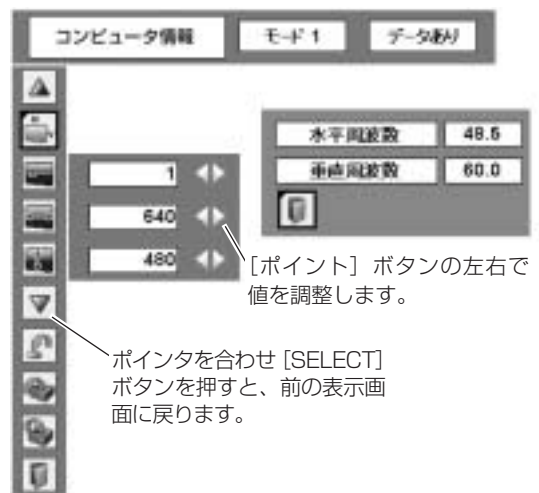 コンピュータ情報 モード 1 データあり
水平周波数 48.5
垂直周波数 60.0
1
640
480
［ポイント］ボタンの左右で
値を調整します。
ポインタを合わせ［SELECT］
ボタンを押すと、前の表示画
面に戻ります。